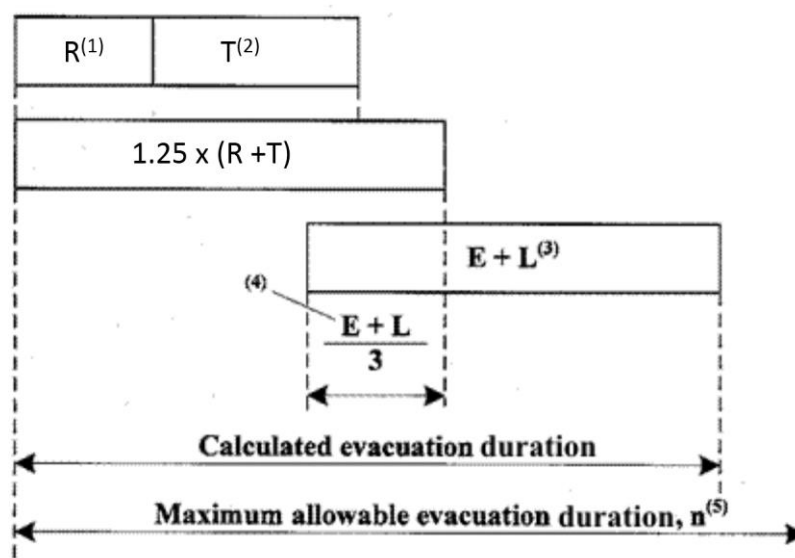 R(1) T(2)
1.25 x (R +T)
E + L(3)
(4)
E + L
3
Calculated evacuation duration
Maximum allowable evacuation duration, n(5)